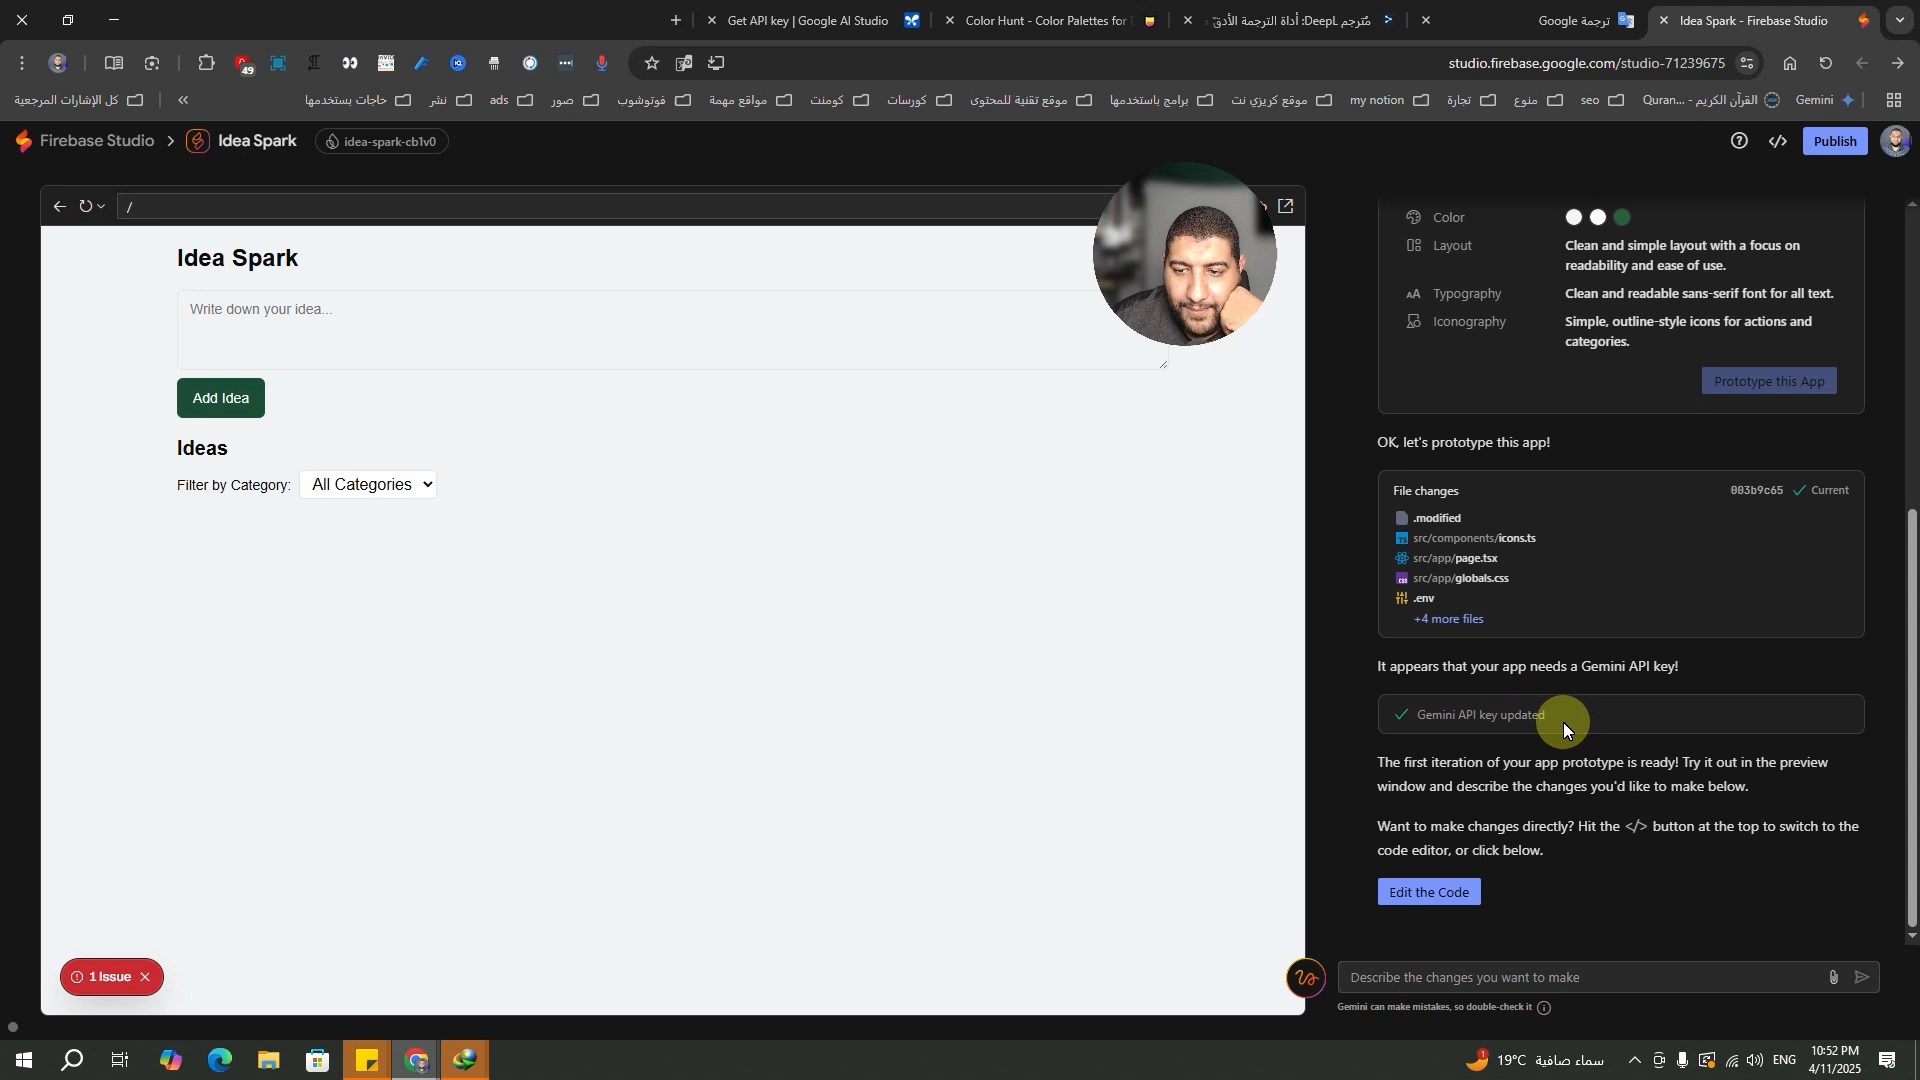 Get API key | Google AI Studio
Color Hunt - Color Palettes for
مُترجم DeepL: أداة الترجمة الأدقّ
ترجمة Google
Idea Spark - Firebase Studio
49
studio.firebase.google.com/studio-71239675
كل الإشارات المرجعية
«
حاجات بستخدمها
نشر
ads
صور
فوتوشوب
مواقع مهمة
كومنت
كورسات
موقع تقنية للمحتوى
برامج باستخدمها
موقع كريزي نت
my notion
تجارة
منوع
seo
القرآن الكريم - ...Quran
Gemini
Firebase Studio
Idea Spark
idea-spark-cb1v0
Publish
/
Idea Spark
Write down your idea...
Add Idea
Ideas
Filter by Category:
All Categories
1 Issue
Color
Layout
Clean and simple layout with a focus on
readability and ease of use.
Typography
Clean and readable sans-serif font for all text.
Iconography
Simple, outline-style icons for actions and
categories.
Prototype this App
OK, let's prototype this app!
File changes
003b9c65
Current
.modified
src/components/icons.ts
src/app/page.tsx
src/app/globals.css
.env
+4 more files
It appears that your app needs a Gemini API key!
Gemini API key updated
The first iteration of your app prototype is ready! Try it out in the preview
window and describe the changes you'd like to make below.
Want to make changes directly? Hit the </> button at the top to switch to the
code editor, or click below.
Edit the Code
Describe the changes you want to make
Gemini can make mistakes, so double-check it
1
19°C سماء صافية
ENG
10:52 PM
4/11/2025